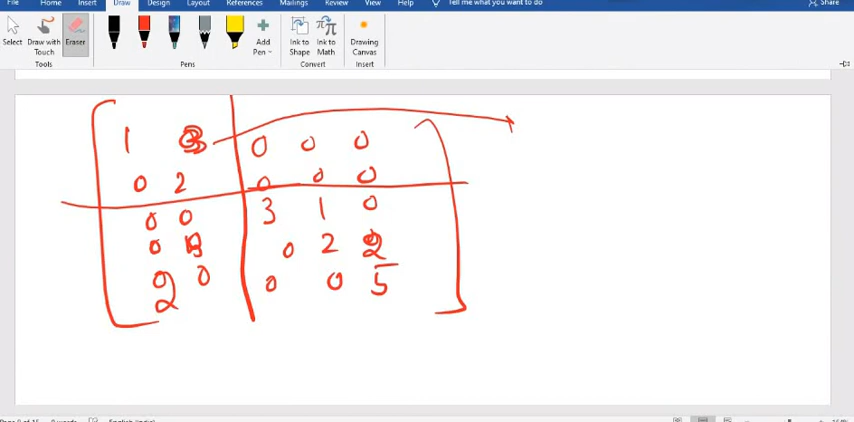 File Home Insert Draw Design Layout References Mailings Review View Help Tell me what you want to do Share
Select Draw with Touch Eraser Add Pen Ink to Shape Ink to Math Drawing Canvas
Tools Pens Convert Insert
1 0 0 0
0 2 0 0 0
0 0 3 1 0
0 0 2
0 0 0 5
2